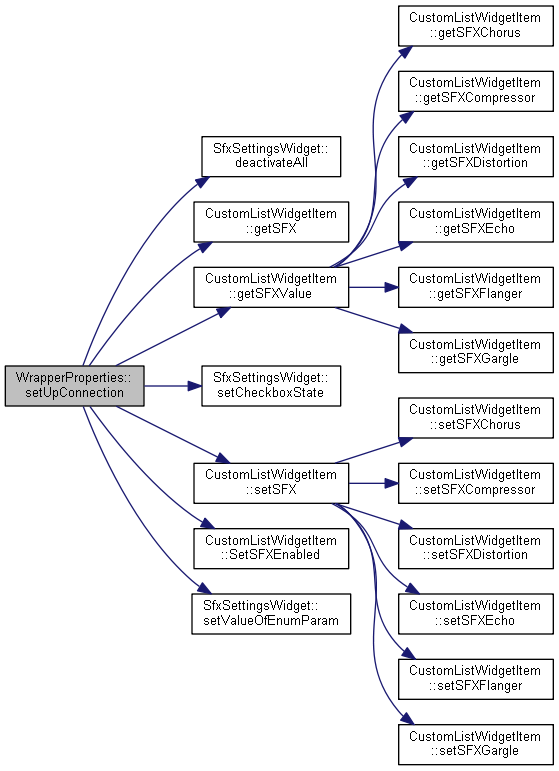 WrapperProperties::
setUpConnection
SfxSettingsWidget::
deactivateAll
CustomListWidgetItem
::getSFX
CustomListWidgetItem
::getSFXValue
SfxSettingsWidget::
setCheckboxState
CustomListWidgetItem
::setSFX
CustomListWidgetItem
::SetSFXEnabled
SfxSettingsWidget::
setValueOfEnumParam
CustomListWidgetItem
::getSFXChorus
CustomListWidgetItem
::getSFXCompressor
CustomListWidgetItem
::getSFXDistortion
CustomListWidgetItem
::getSFXEcho
CustomListWidgetItem
::getSFXFlanger
CustomListWidgetItem
::getSFXGargle
CustomListWidgetItem
::setSFXChorus
CustomListWidgetItem
::setSFXCompressor
CustomListWidgetItem
::setSFXDistortion
CustomListWidgetItem
::setSFXEcho
CustomListWidgetItem
::setSFXFlanger
CustomListWidgetItem
::setSFXGargle